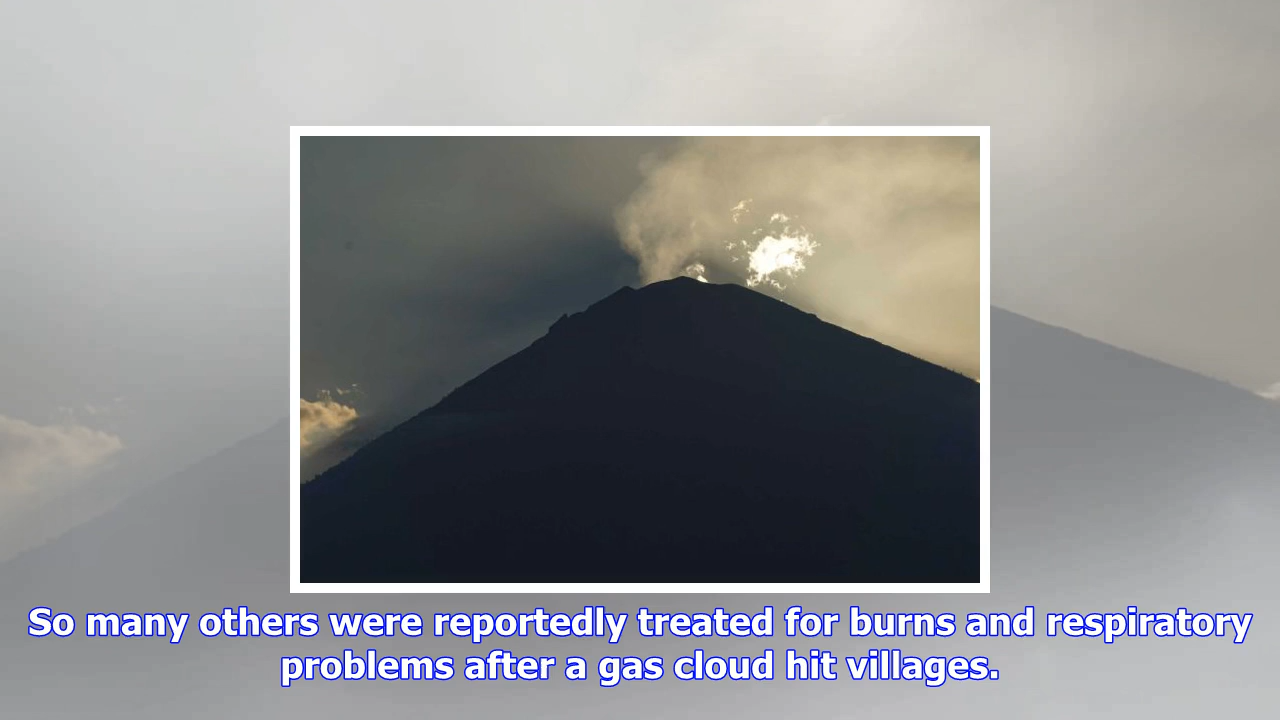 So many others were reportedly treated for burns and respiratory
problems after a gas cloud hit villages.